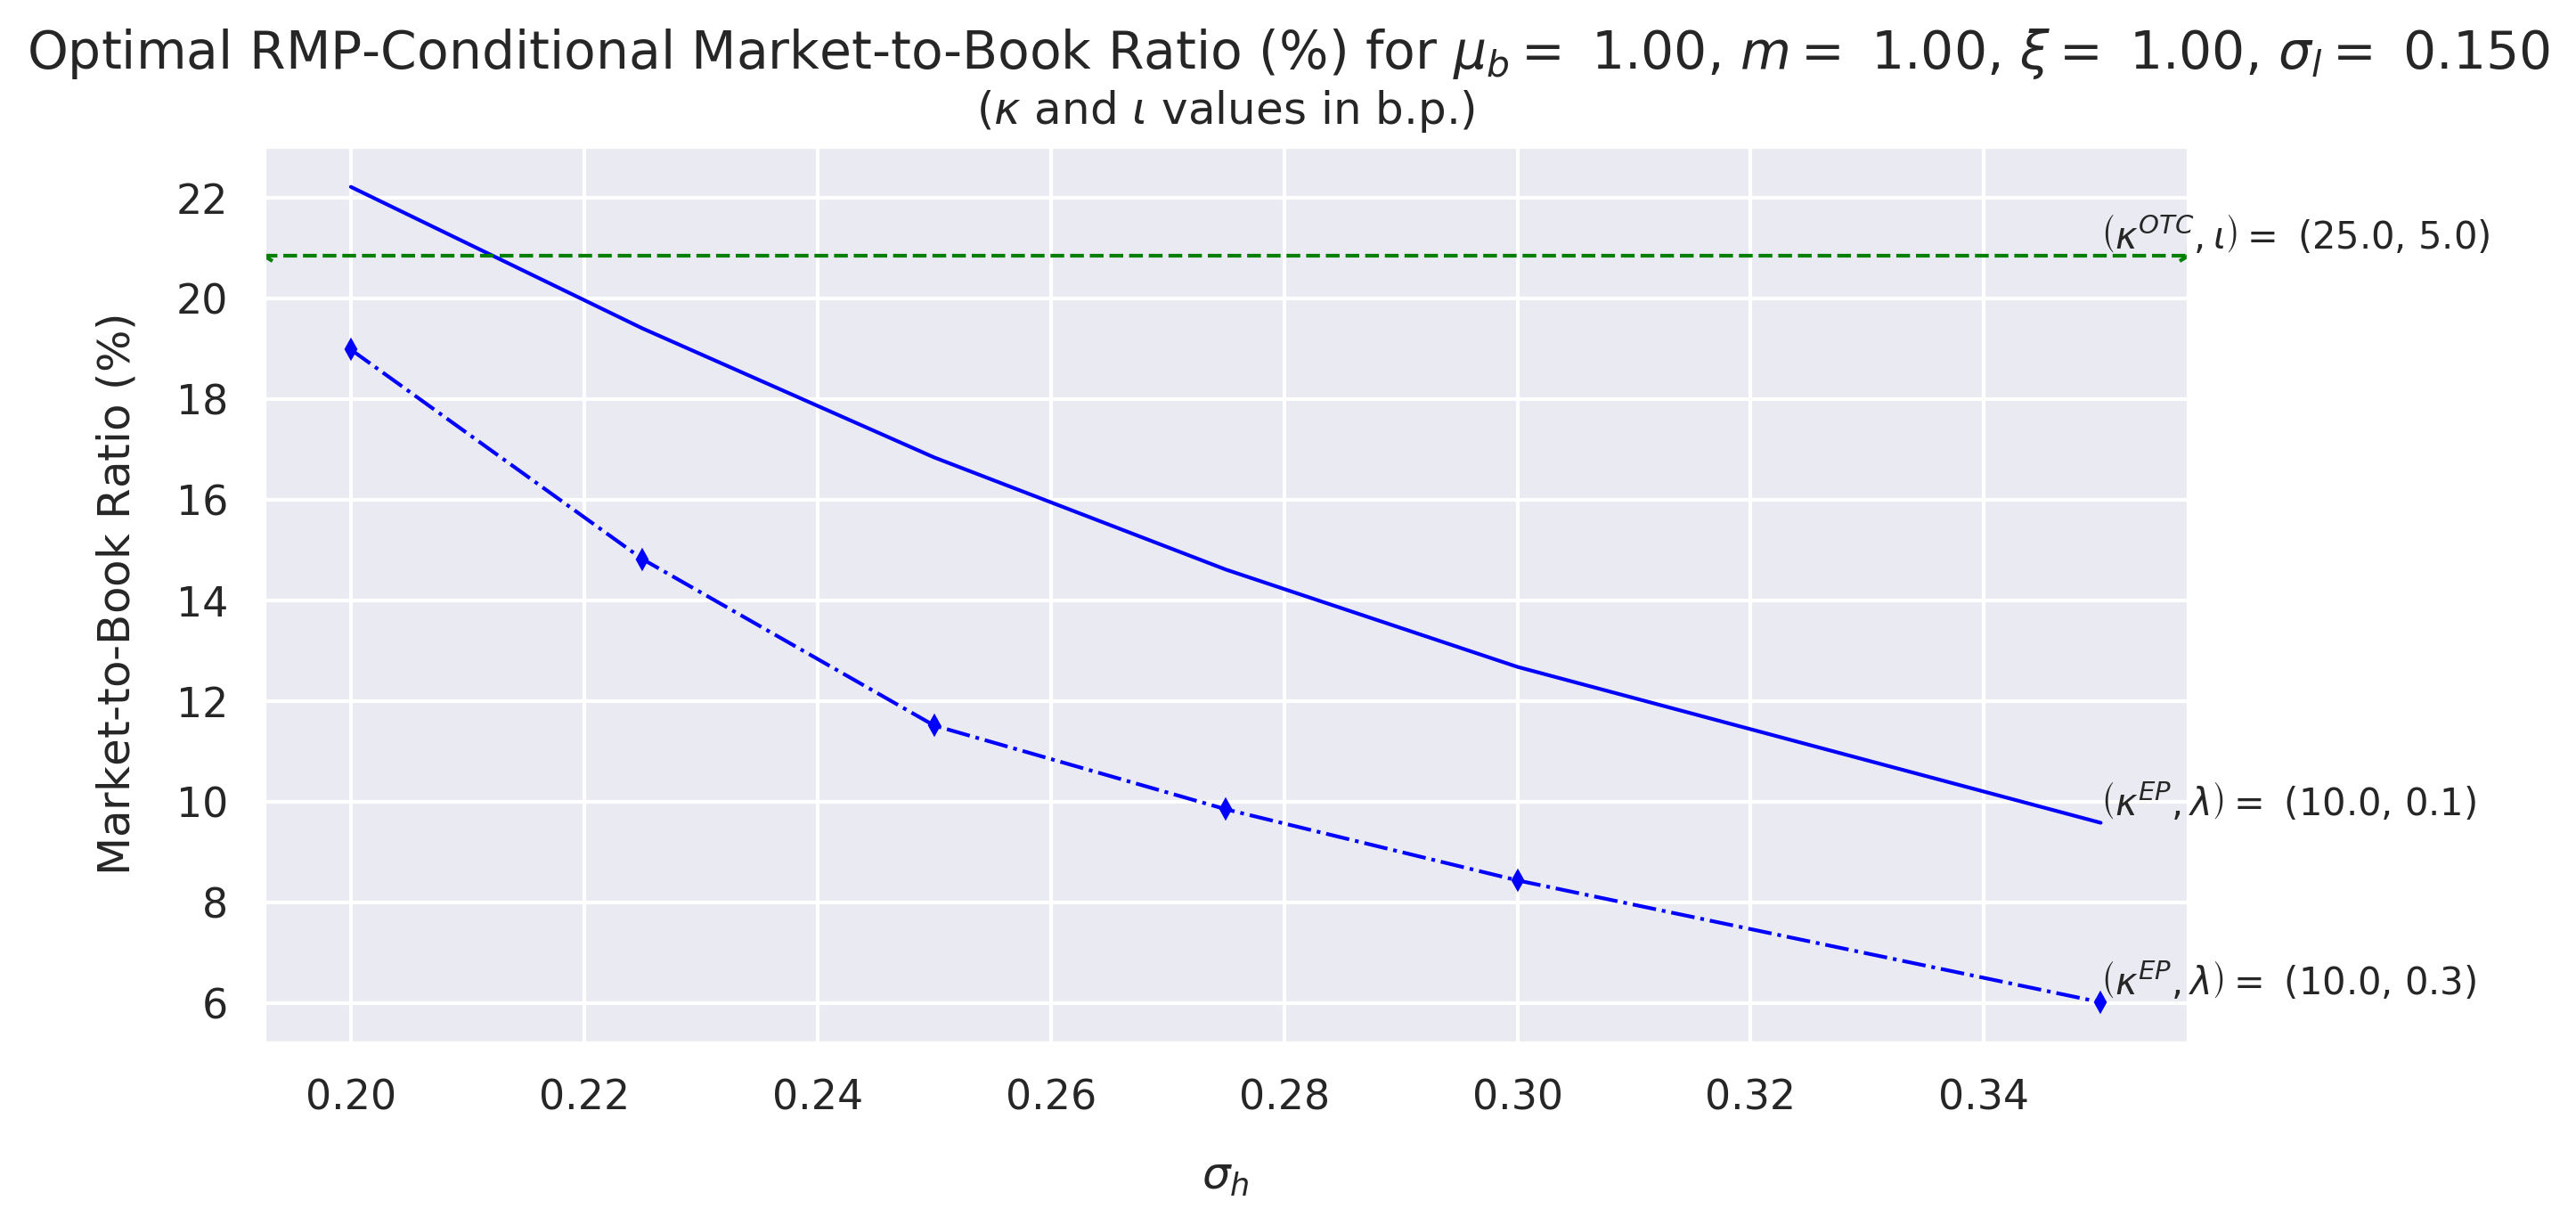 Optimal RMP-Conditional Market-to-Book Ratio (%) for μ_b = 1.00, m = 1.00, ξ = 1.00, σ_l = 0.150
(κ and ι values in b.p.)
Market-to-Book Ratio (%)
22
20
18
16
14
12
10
8
6
(κ^OTC, ι) = (25.0, 5.0)
(κ^EP, λ) = (10.0, 0.1)
(κ^EP, λ) = (10.0, 0.3)
0.20 0.22 0.24 0.26 0.28 0.30 0.32 0.34
σ_h